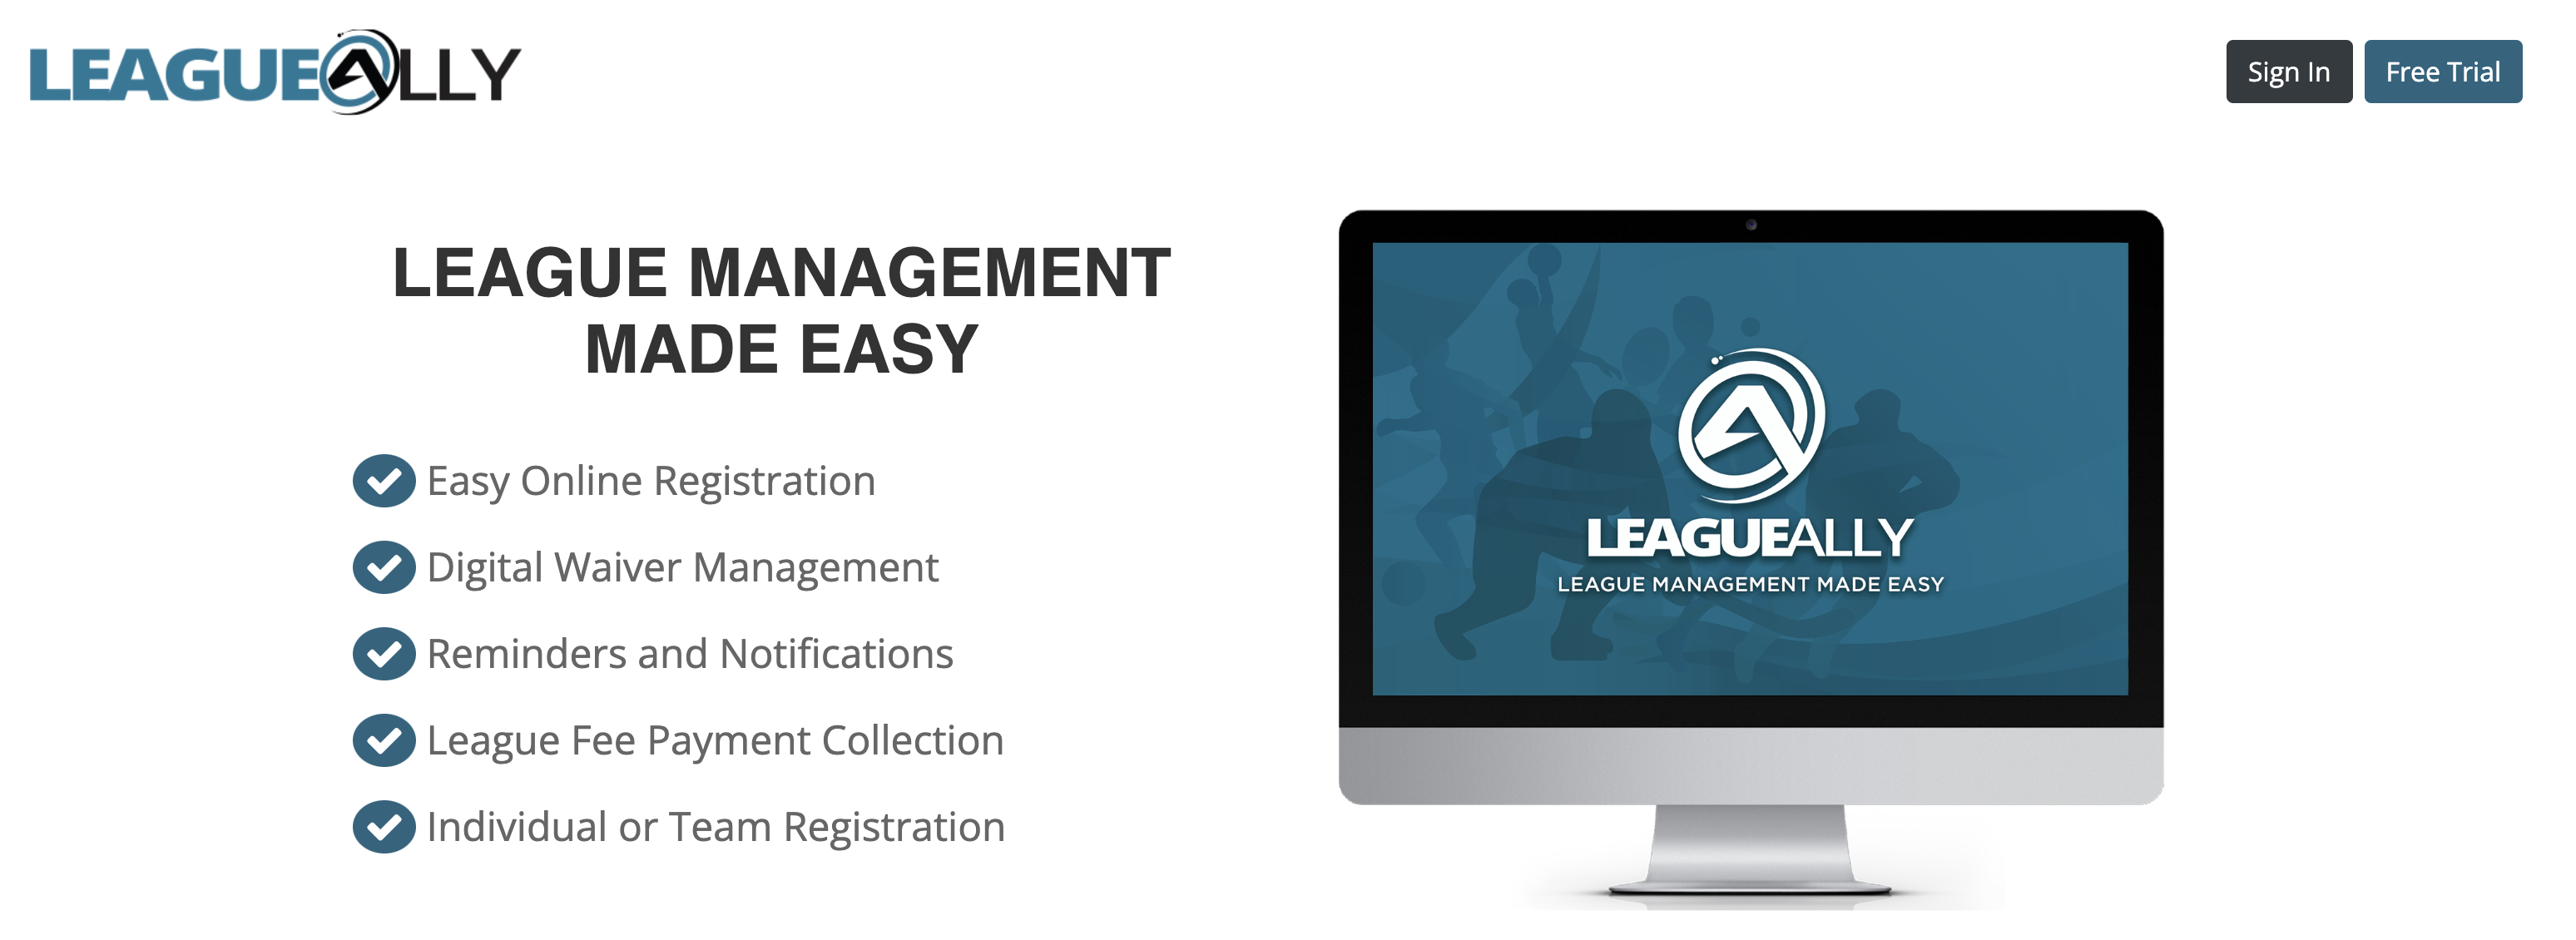 LEAGUEALLY
Sign In
Free Trial
LEAGUE MANAGEMENT
MADE EASY
Easy Online Registration
Digital Waiver Management
Reminders and Notifications
League Fee Payment Collection
Individual or Team Registration
LEAGUEALLY
LEAGUE MANAGEMENT MADE EASY